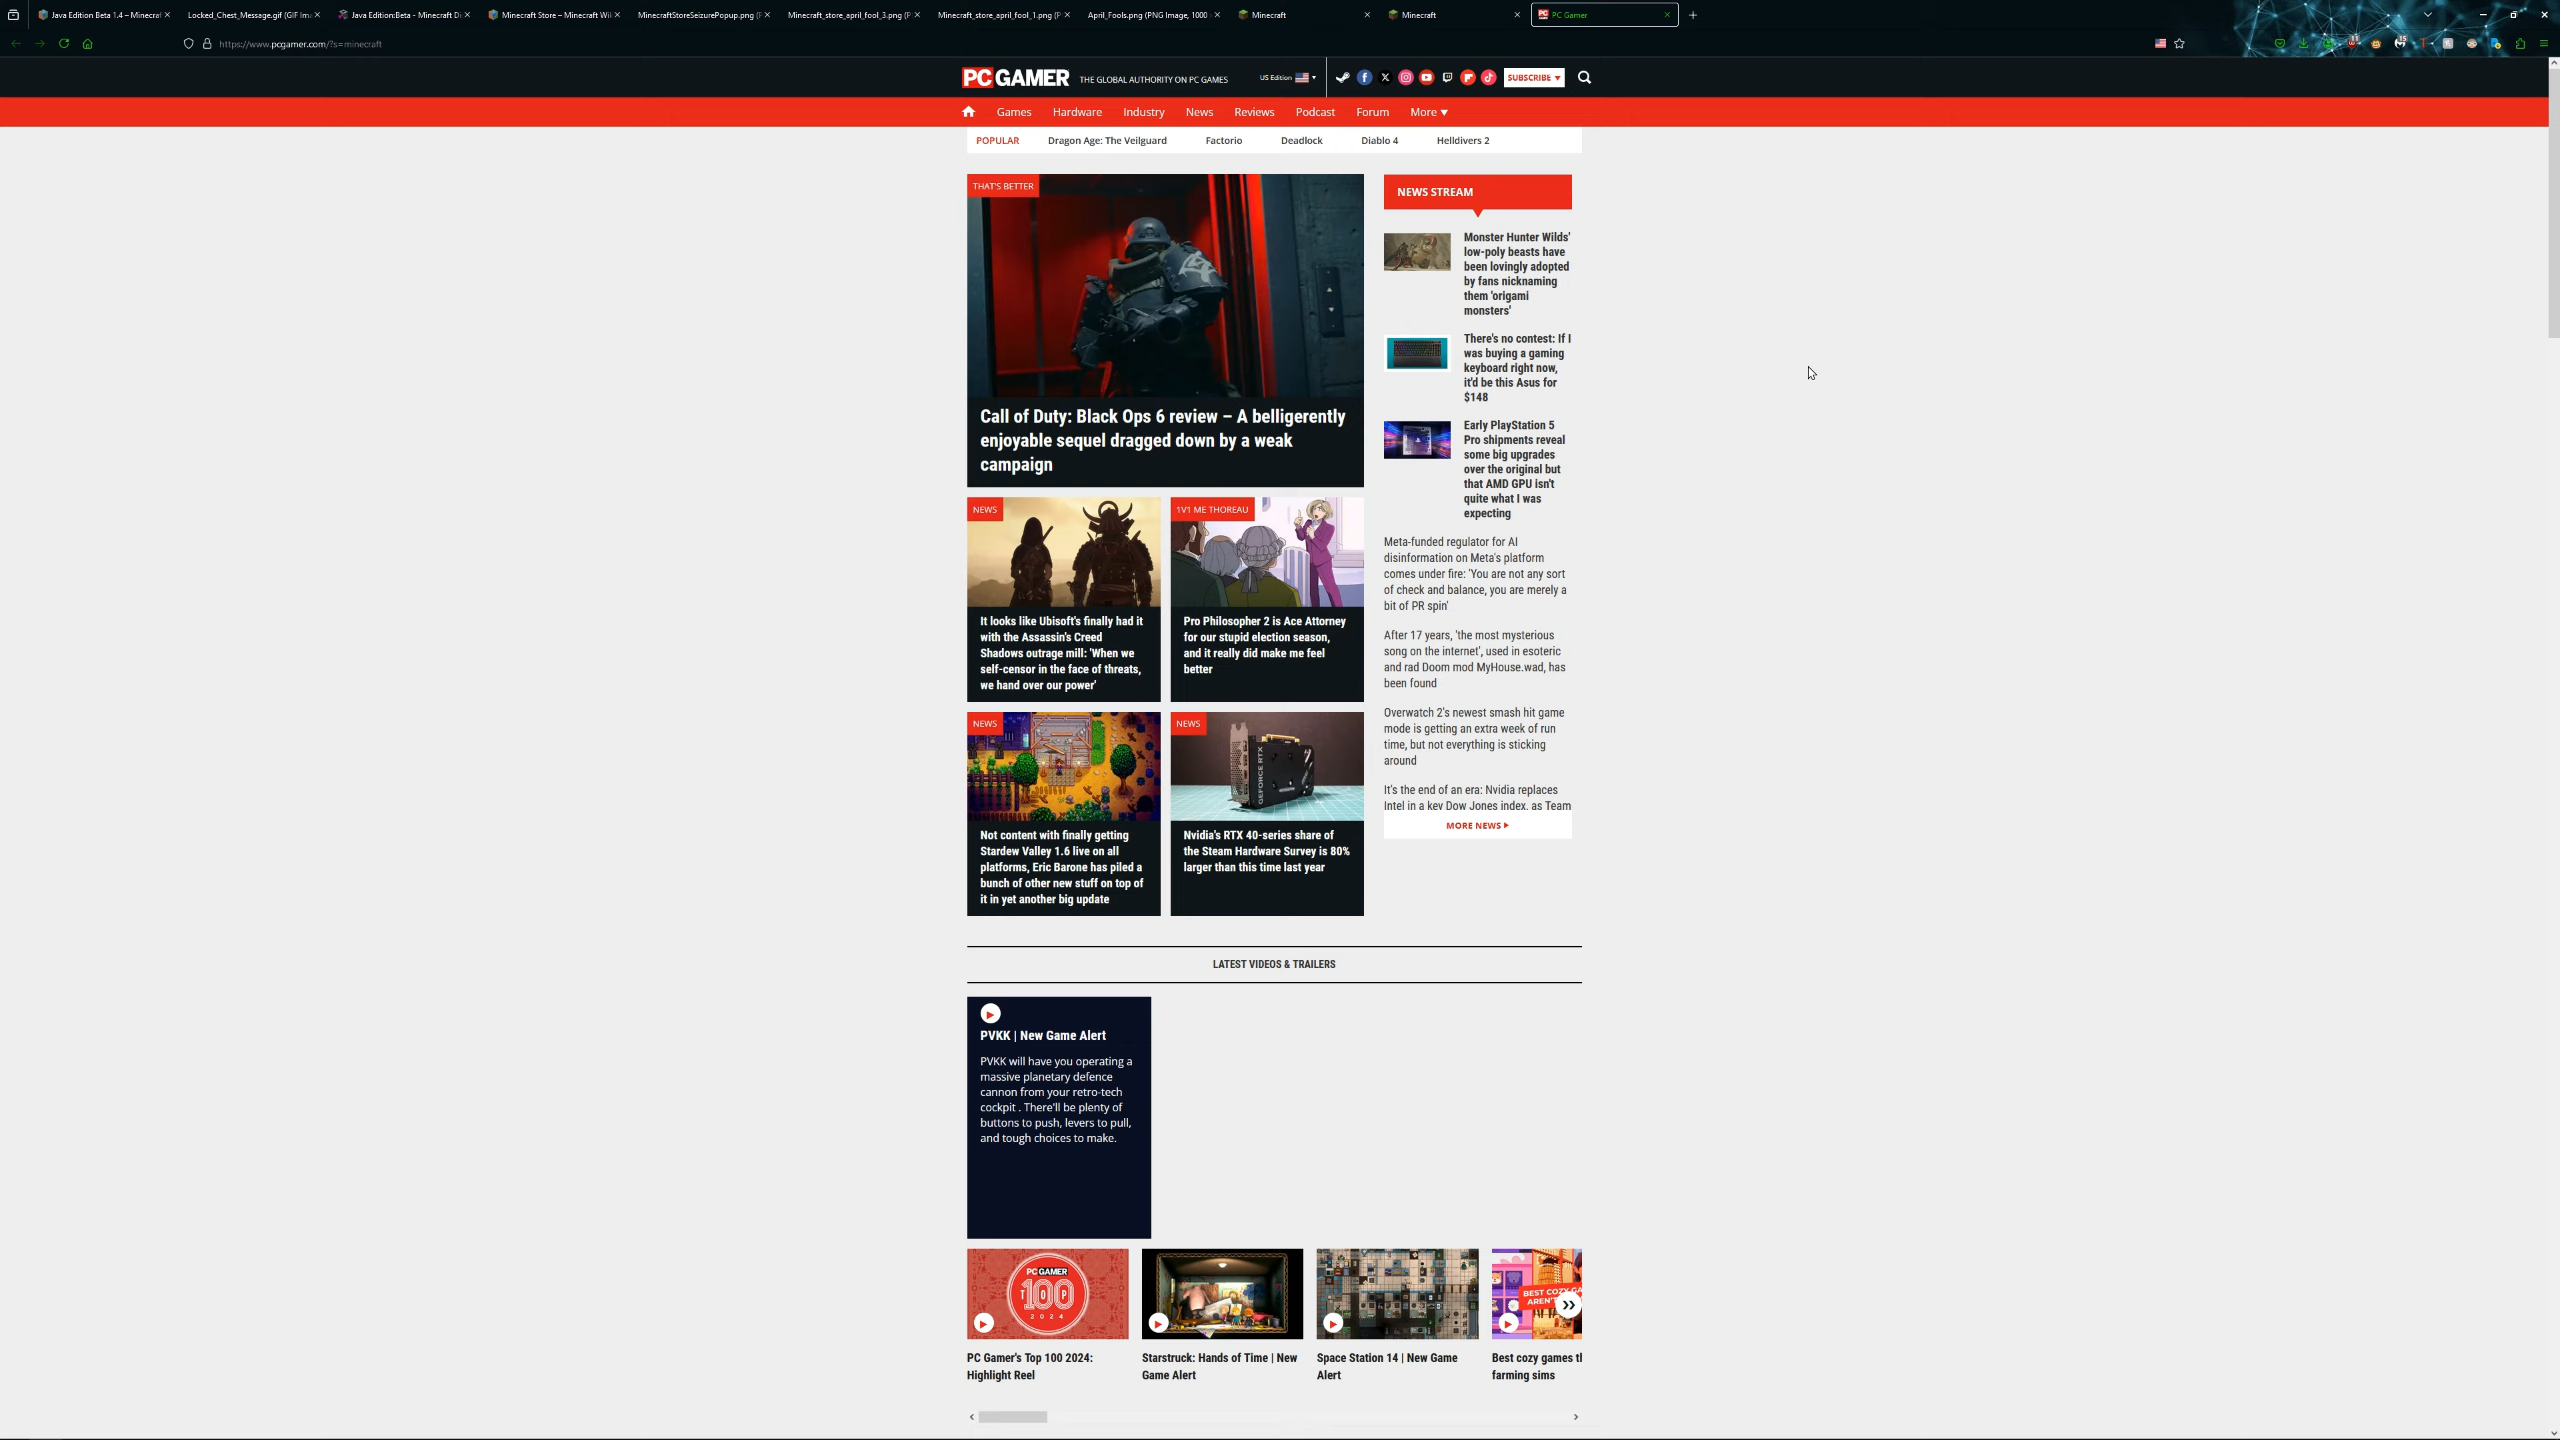 Java Edition Beta 1.4 – Minecraf
Locked_Chest_Message.gif (GIF Im
Java Edition:Beta - Minecraft Di
Minecraft Store – Minecraft Wi
MinecraftStoreSeizurePopup.png (
Minecraft_store_april_fool_3.png (P
Minecraft_store_april_fool_1.png (P
April_Fools.png (PNG Image, 1000
Minecraft
Minecraft
PC Gamer
https://www.pcgamer.com/?s=minecraft
PC GAMER
THE GLOBAL AUTHORITY ON PC GAMES
US Edition
SUBSCRIBE
Games
Hardware
Industry
News
Reviews
Podcast
Forum
More
POPULAR
Dragon Age: The Veilguard
Factorio
Deadlock
Diablo 4
Helldivers 2
THAT'S BETTER
Call of Duty: Black Ops 6 review – A belligerently
enjoyable sequel dragged down by a weak
campaign
NEWS
It looks like Ubisoft's finally had it
with the Assassin's Creed
Shadows outrage mill: 'When we
self-censor in the face of threats,
we hand over our power'
1V1 ME THOREAU
Pro Philosopher 2 is Ace Attorney
for our stupid election season,
and it really did make me feel
better
NEWS
Not content with finally getting
Stardew Valley 1.6 live on all
platforms, Eric Barone has piled a
bunch of other new stuff on top of
it in yet another big update
NEWS
GEFORCE RTX
Nvidia's RTX 40-series share of
the Steam Hardware Survey is 80%
larger than this time last year
NEWS STREAM
Monster Hunter Wilds'
low-poly beasts have
been lovingly adopted
by fans nicknaming
them 'origami
monsters'
There's no contest: If I
was buying a gaming
keyboard right now,
it'd be this Asus for
$148
Early PlayStation 5
Pro shipments reveal
some big upgrades
over the original but
that AMD GPU isn't
quite what I was
expecting
Meta-funded regulator for AI
disinformation on Meta's platform
comes under fire: 'You are not any sort
of check and balance, you are merely a
bit of PR spin'
After 17 years, 'the most mysterious
song on the internet', used in esoteric
and rad Doom mod MyHouse.wad, has
been found
Overwatch 2's newest smash hit game
mode is getting an extra week of run
time, but not everything is sticking
around
It's the end of an era: Nvidia replaces
Intel in a key Dow Jones index, as Team
MORE NEWS
LATEST VIDEOS & TRAILERS
PVKK | New Game Alert
PVKK will have you operating a
massive planetary defence
cannon from your retro-tech
cockpit . There'll be plenty of
buttons to push, levers to pull,
and tough choices to make.
PC GAMER
100
TOP
2024
PC Gamer's Top 100 2024:
Highlight Reel
Starstruck: Hands of Time | New
Game Alert
Space Station 14 | New Game
Alert
BEST COZY GA
AREN'T
Best cozy games th
farming sims